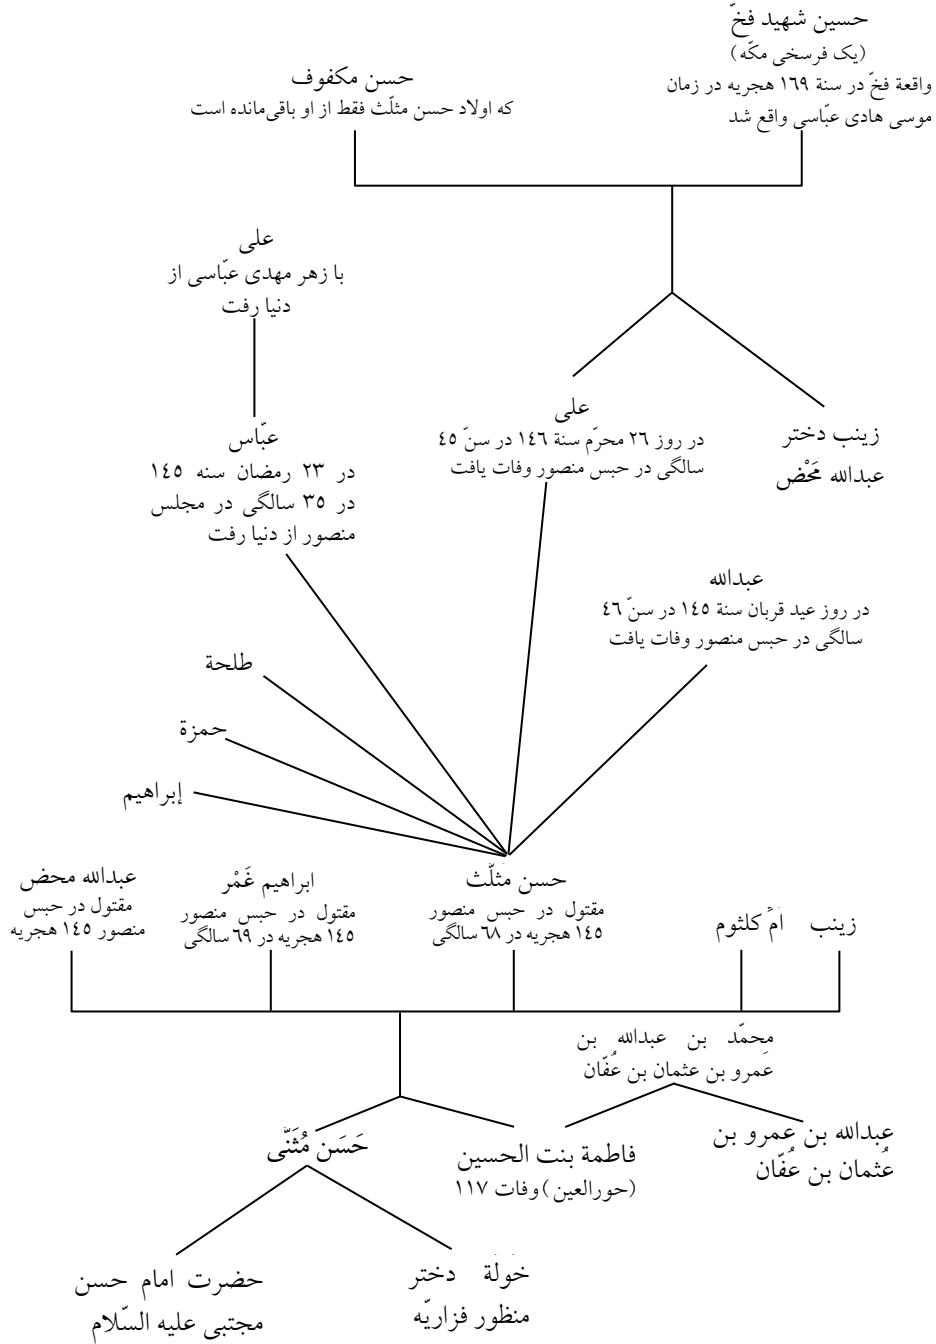 حسین شهید فخّ
(یک فرسخی مکّه)
واقعة فخّ در سنة ١٦٩ هجریه در زمان
موسی هادی عبّاسی واقع شد
حسن مکفوف
که اولاد حسن مثلّث فقط از او باقی‌مانده است
علی
با زهر مهدی عبّاسی از
دنیا رفت
زینب دختر
عبدالله مَحْض
علی
در روز ٢٦ محرّم سنة ١٤٦ در سنّ ٤٥
سالگی در حبس منصور وفات یافت
عبّاس
در ٢٣ رمضان سنه ١٤٥
در ٣٥ سالگی در مجلس
منصور از دنیا رفت
عبدالله
در روز عید قربان سنة ١٤٥ در سنّ ٤٦
سالگی در حبس منصور وفات یافت
طلحة
حمزة
إبراهیم
زینب
امّ کلثوم
حسن مثلّث
مقتول در حبس منصور
١٤٥ هجریه در ٦٨ سالگی
ابراهیم غَمْر
مقتول در حبس منصور
١٤٥ هجریه در ٦٩ سالگی
عبدالله محض
مقتول در حبس
منصور ١٤٥ هجریه
محمّد بن عبدالله بن
عَمرو بن عثمان بن عُفّان
عبدالله بن عمرو بن
عُثمان بن عُفّان
فاطمة بنت الحسین
(حورالعین) وفات ١١٧
حَسَن مُثَنّی
خولَة دختر
منظور فزاریّه
حضرت امام حسن
مجتبی علیه السّلام